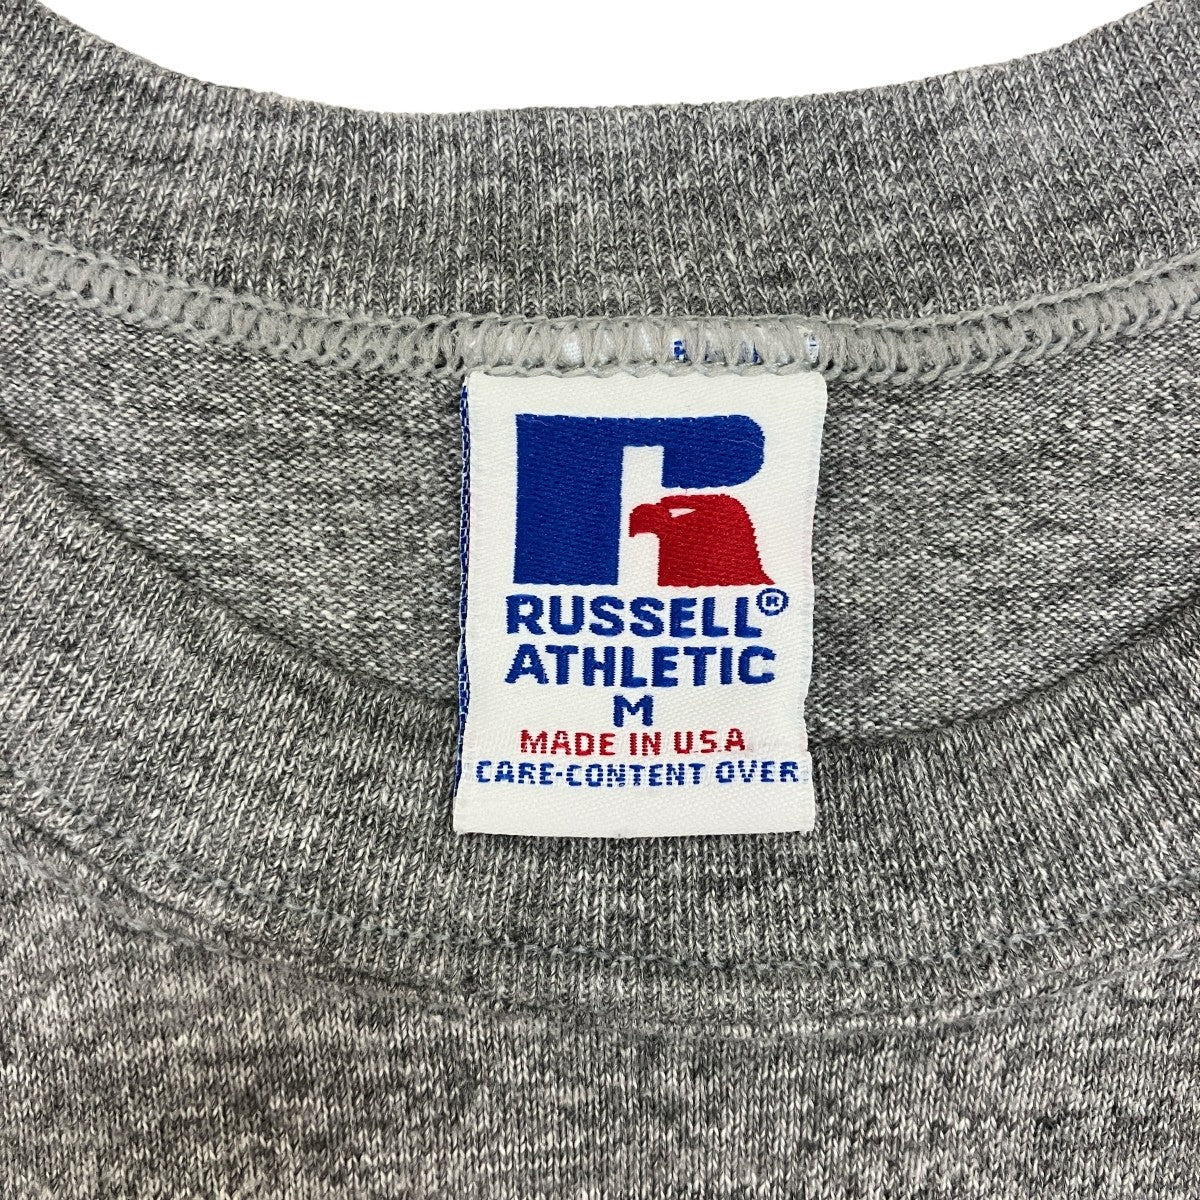 R
RUSSELL®
ATHLETIC
M
MADE IN U.S.A
CARE-CONTENT OVER